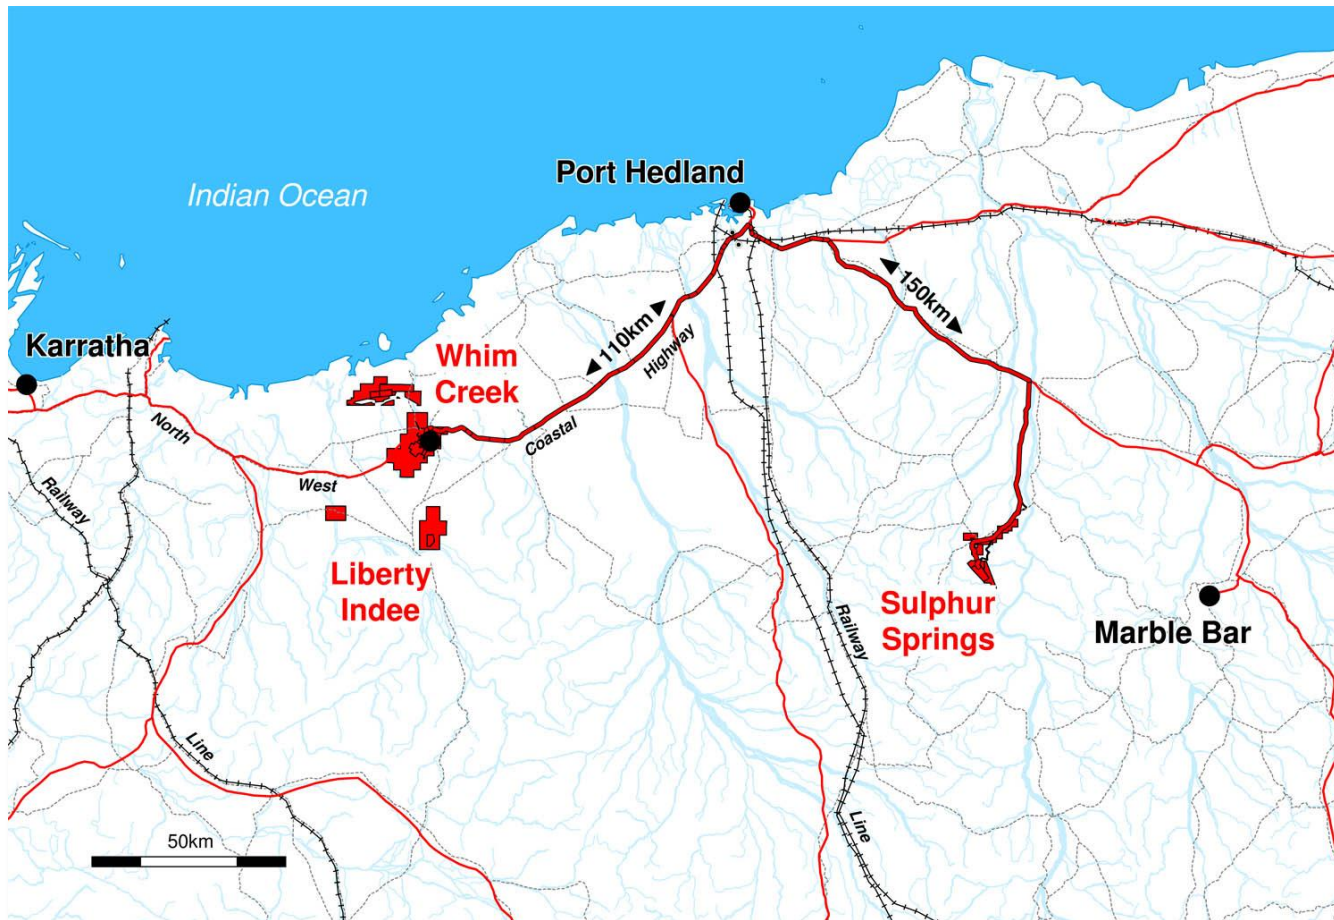 Indian Ocean
Port Hedland
Karratha
Whim
Creek
110km
150km
Highway
Coastal
North
West
Railway
Line
Liberty
Indee
Sulphur
Springs
Marble Bar
Railway
Line
50km